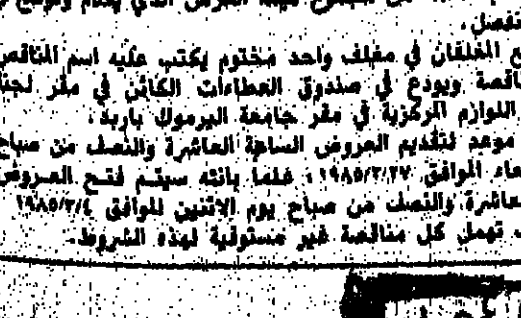 منفصل.
المغلفان في مغلف واحد مختوم يكتب عليه اسم المناقص
ويودع في صندوق العطاءات الكائن في مقر لجنة
اللوازم المركزية في مقر جامعة اليرموك باربد.
موعد لتقديم العروض الساعة العاشرة والنصف من صباح
الموافق ١٩٨٥/٢/٢٧، علما بانه سيتم فتح العروض
العاشرة والنصف من صباح يوم الاثنين الموافق ١٩٨٥/٣/٤
تهمل كل مناقصة غير مستوفية لهذه الشروط.